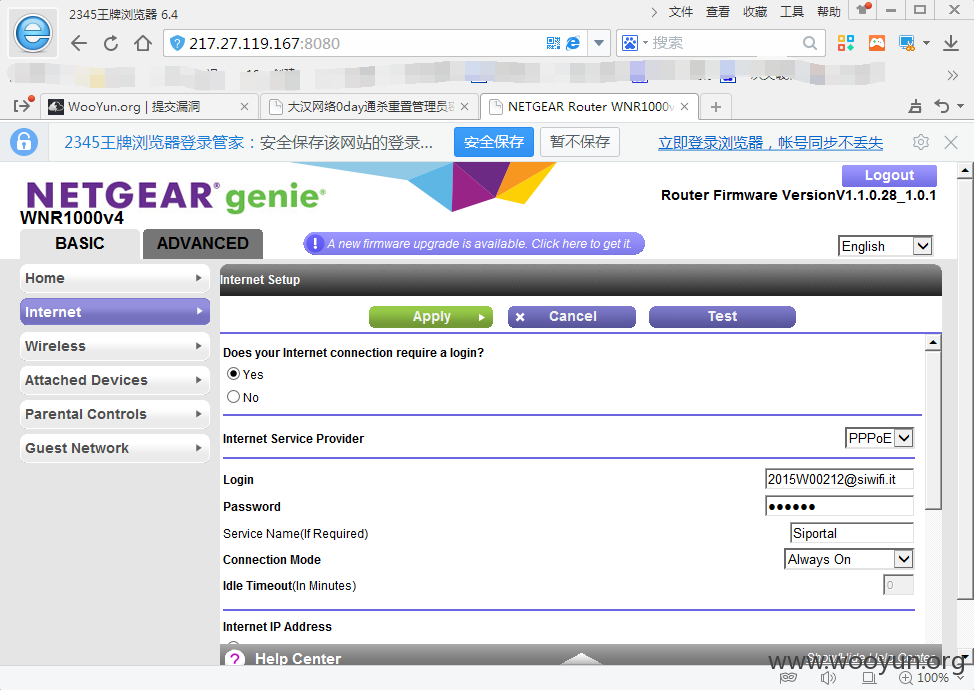 2345王牌浏览器 6.4
文件 查看 收藏 工具 帮助
217.27.119.167:8080
搜索
WooYun.org | 提交漏洞
大汉网络0day通杀重置管理员
NETGEAR Router WNR1000v
2345王牌浏览器登录管家：安全保存该网站的登录...
安全保存
暂不保存
立即登录浏览器，帐号同步不丢失
NETGEAR® genie®
WNR1000v4
Logout
Router Firmware VersionV1.1.0.28_1.0.1
BASIC
ADVANCED
A new firmware upgrade is available. Click here to get it.
English
Home
Internet
Wireless
Attached Devices
Parental Controls
Guest Network
Internet Setup
Apply
Cancel
Test
Does your Internet connection require a login?
Yes
No
Internet Service Provider
PPPoE
Login
2015W00212@siwifi.it
Password
●●●●●●
Service Name(If Required)
Siportal
Connection Mode
Always On
Idle Timeout(In Minutes)
0
Internet IP Address
Help Center
Show/Hide Help Center
www.wooyun.org
100%